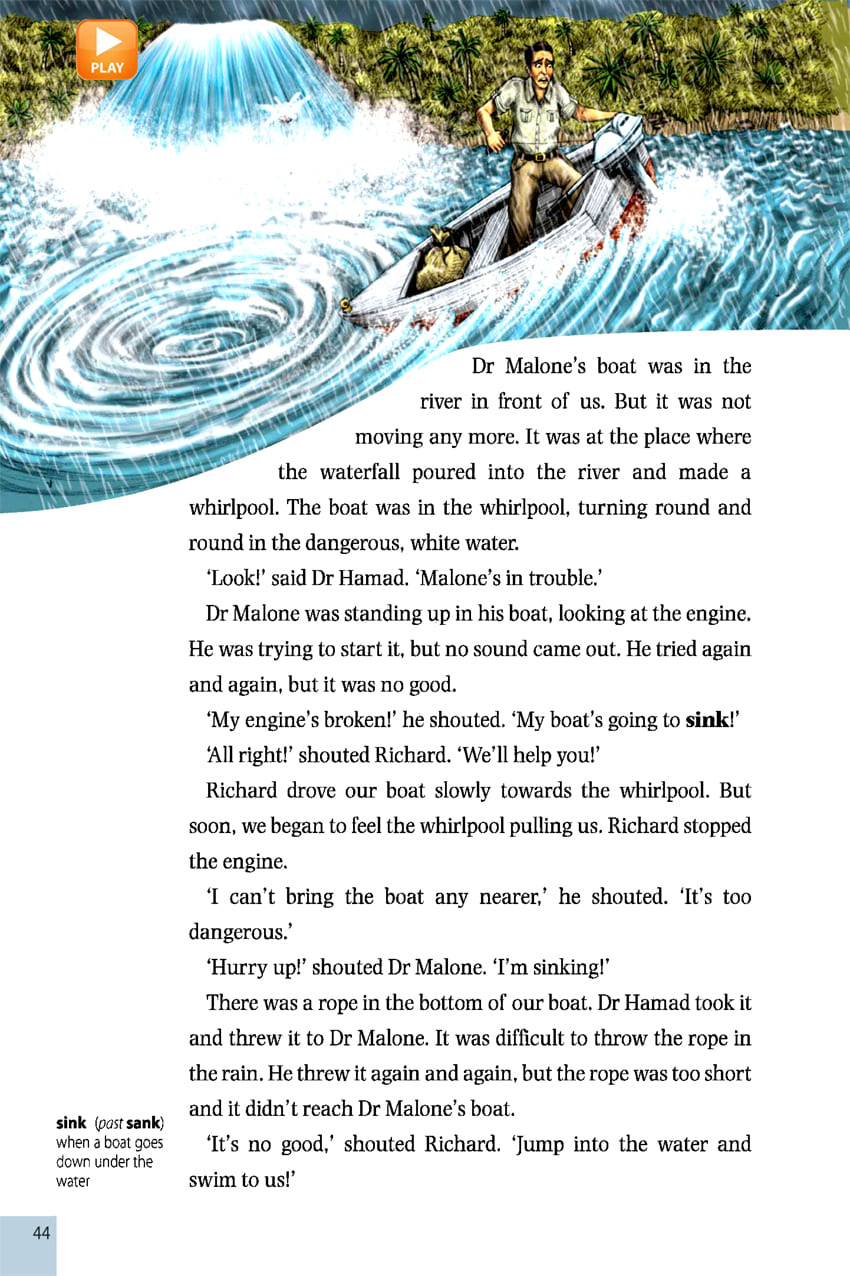 PLAY
Dr Malone’s boat was in the
river in front of us. But it was not
moving any more. It was at the place where
the waterfall poured into the river and made a
whirlpool. The boat was in the whirlpool, turning round and
round in the dangerous, white water.
‘Look!’ said Dr Hamad. ‘Malone’s in trouble.’
Dr Malone was standing up in his boat, looking at the engine.
He was trying to start it, but no sound came out. He tried again
and again, but it was no good.
‘My engine’s broken!’ he shouted. ‘My boat’s going to sink!’
‘All right!’ shouted Richard. ‘We’ll help you!’
Richard drove our boat slowly towards the whirlpool. But
soon, we began to feel the whirlpool pulling us. Richard stopped
the engine.
‘I can’t bring the boat any nearer,’ he shouted. ‘It’s too
dangerous.’
‘Hurry up!’ shouted Dr Malone. ‘I’m sinking!’
There was a rope in the bottom of our boat. Dr Hamad took it
and threw it to Dr Malone. It was difficult to throw the rope in
the rain. He threw it again and again, but the rope was too short
and it didn’t reach Dr Malone’s boat.
‘It’s no good,’ shouted Richard. ‘Jump into the water and
swim to us!’
sink (past sank)
when a boat goes
down under the
water
44